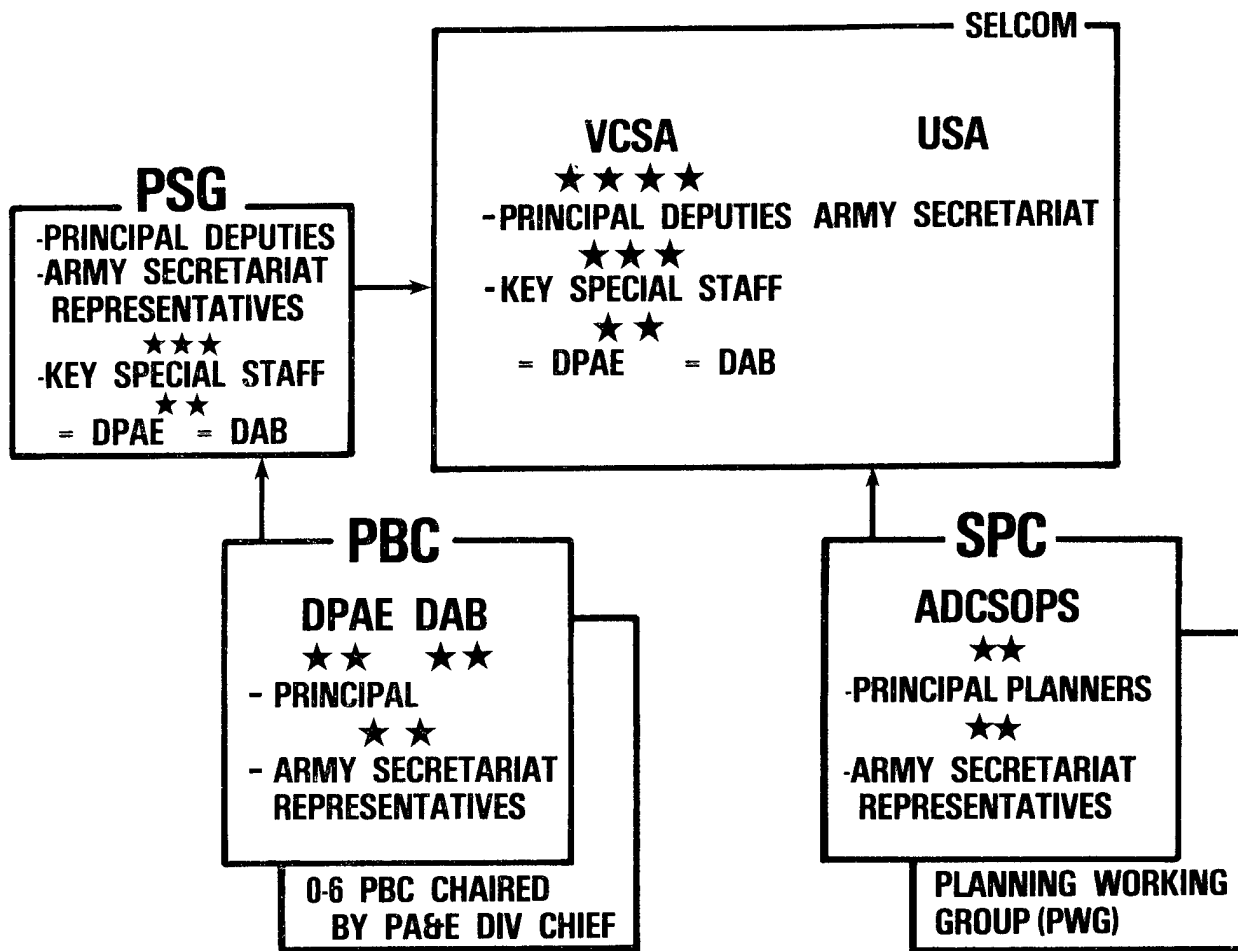 SELCOM
VCSA USA
★ ★ ★ ★
-PRINCIPAL DEPUTIES ARMY SECRETARIAT
★ ★ ★
-KEY SPECIAL STAFF
★ ★
= DPAE = DAB
PSG
-PRINCIPAL DEPUTIES
-ARMY SECRETARIAT
REPRESENTATIVES
★★★
-KEY SPECIAL STAFF
★ ★
= DPAE = DAB
PBC
DPAE DAB
★ ★ ★ ★
- PRINCIPAL
★ ★
- ARMY SECRETARIAT
REPRESENTATIVES
0-6 PBC CHAIRED
BY PA&E DIV CHIEF
SPC
ADCSOPS
★★
-PRINCIPAL PLANNERS
★★
-ARMY SECRETARIAT
REPRESENTATIVES
PLANNING WORKING
GROUP (PWG)